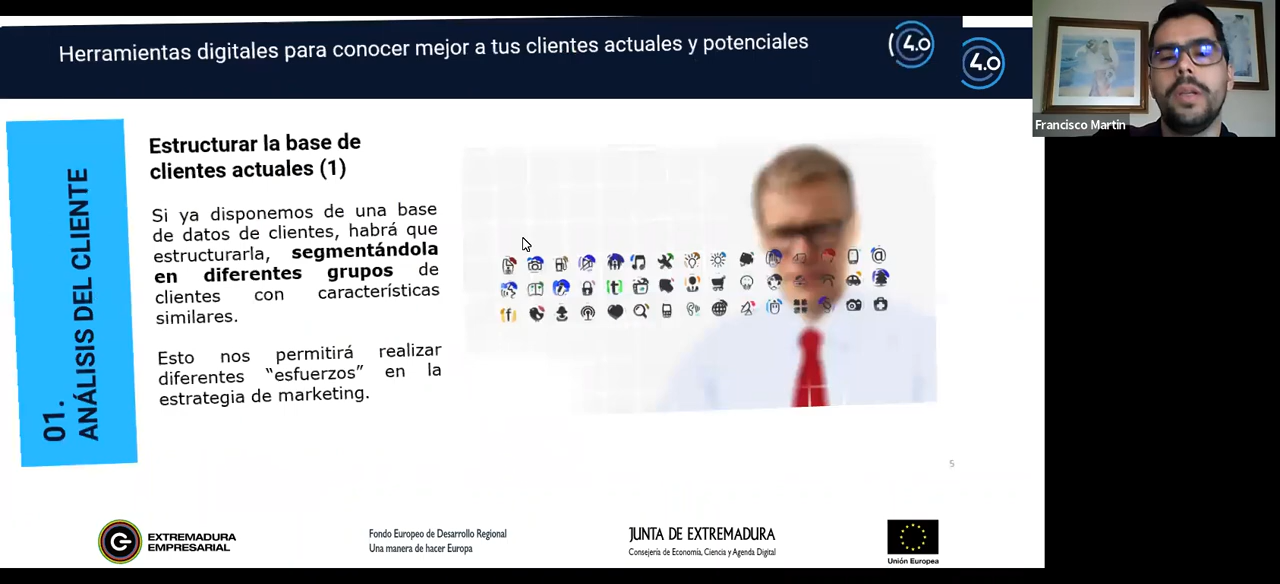 Herramientas digitales para conocer mejor a tus clientes actuales y potenciales
4.0
4.0
Francisco Martin
01.
ANÁLISIS DEL CLIENTE
Estructurar la base de
clientes actuales (1)
Si ya disponemos de una base
de datos de clientes, habrá que
estructurarla, segmentándola
en diferentes grupos de
clientes con características
similares.
Esto nos permitirá realizar
diferentes “esfuerzos” en la
estrategia de marketing.
5
EXTREMADURA
EMPRESARIAL
Fondo Europeo de Desarrollo Regional
Una manera de hacer Europa
JUNTA DE EXTREMADURA
Consejería de Economía, Ciencia y Agenda Digital
Unión Europea